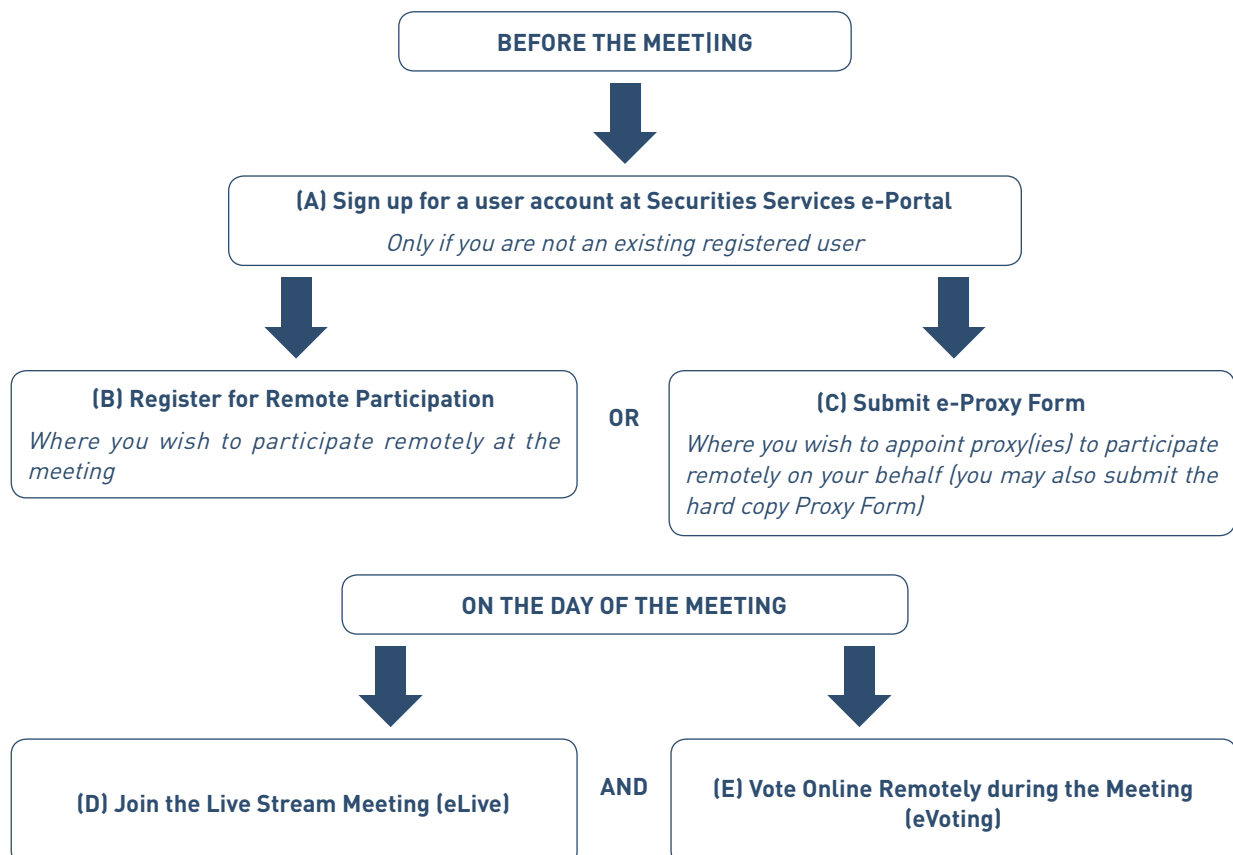 BEFORE THE MEET|ING
(A) Sign up for a user account at Securities Services e-Portal
Only if you are not an existing registered user
(B) Register for Remote Participation
Where you wish to participate remotely at the
meeting
OR
(C) Submit e-Proxy Form
Where you wish to appoint proxy(ies) to participate
remotely on your behalf (you may also submit the
hard copy Proxy Form)
ON THE DAY OF THE MEETING
(D) Join the Live Stream Meeting (eLive)
AND
(E) Vote Online Remotely during the Meeting
(eVoting)